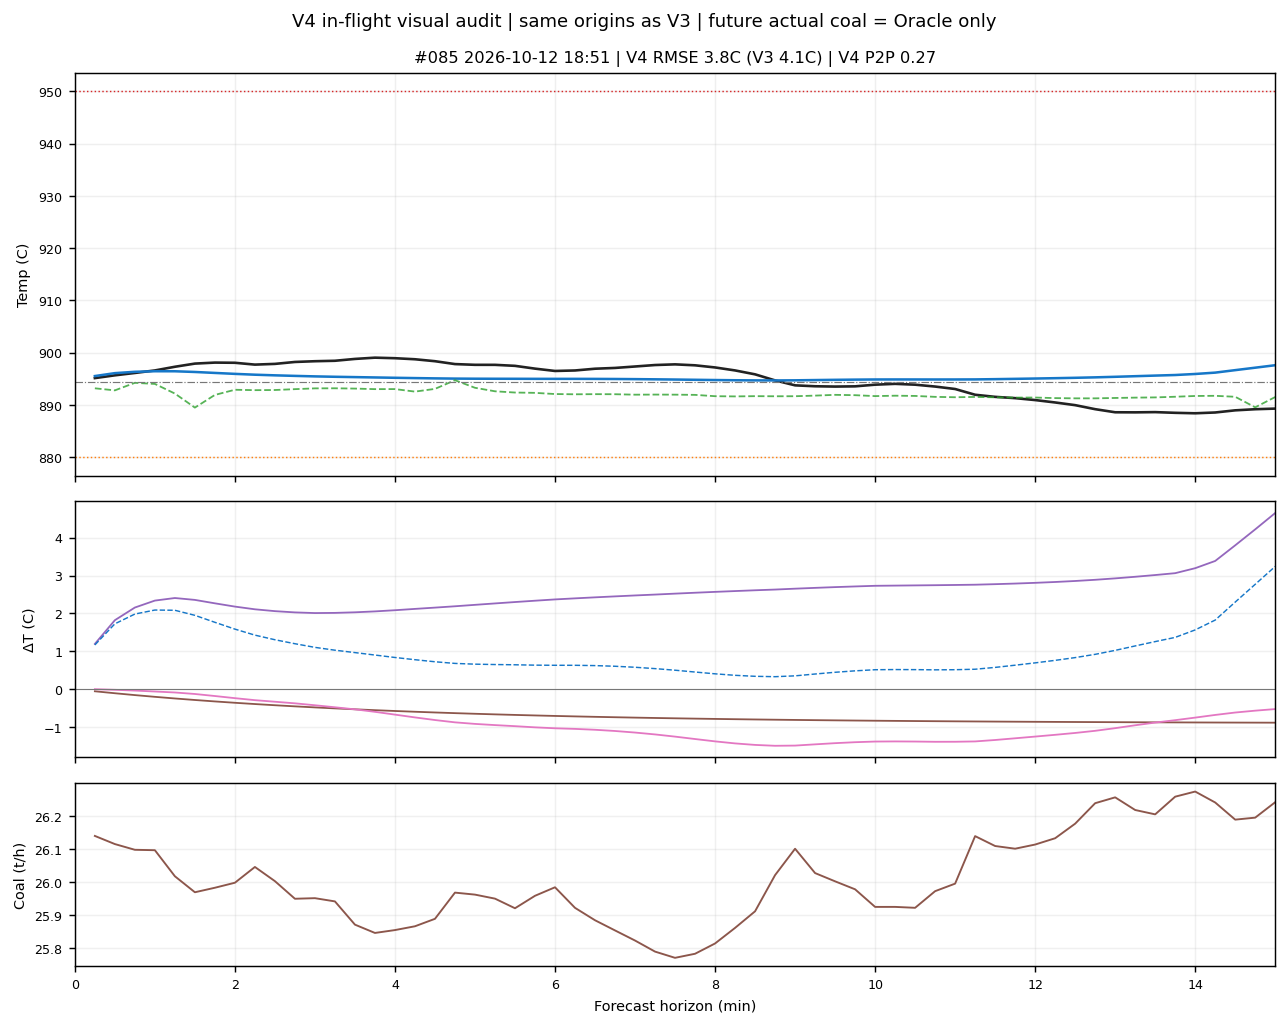 V4 in-flight visual audit | same origins as V3 | future actual coal = Oracle only
#085 2026-10-12 18:51 | V4 RMSE 3.8C (V3 4.1C) | V4 P2P 0.27
950
940
930
920
910
900
890
880
Temp (C)
4
3
2
1
0
−1
ΔT (C)
26.2
26.1
26.0
25.9
25.8
Coal (t/h)
0 2 4 6 8 10 12 14
Forecast horizon (min)